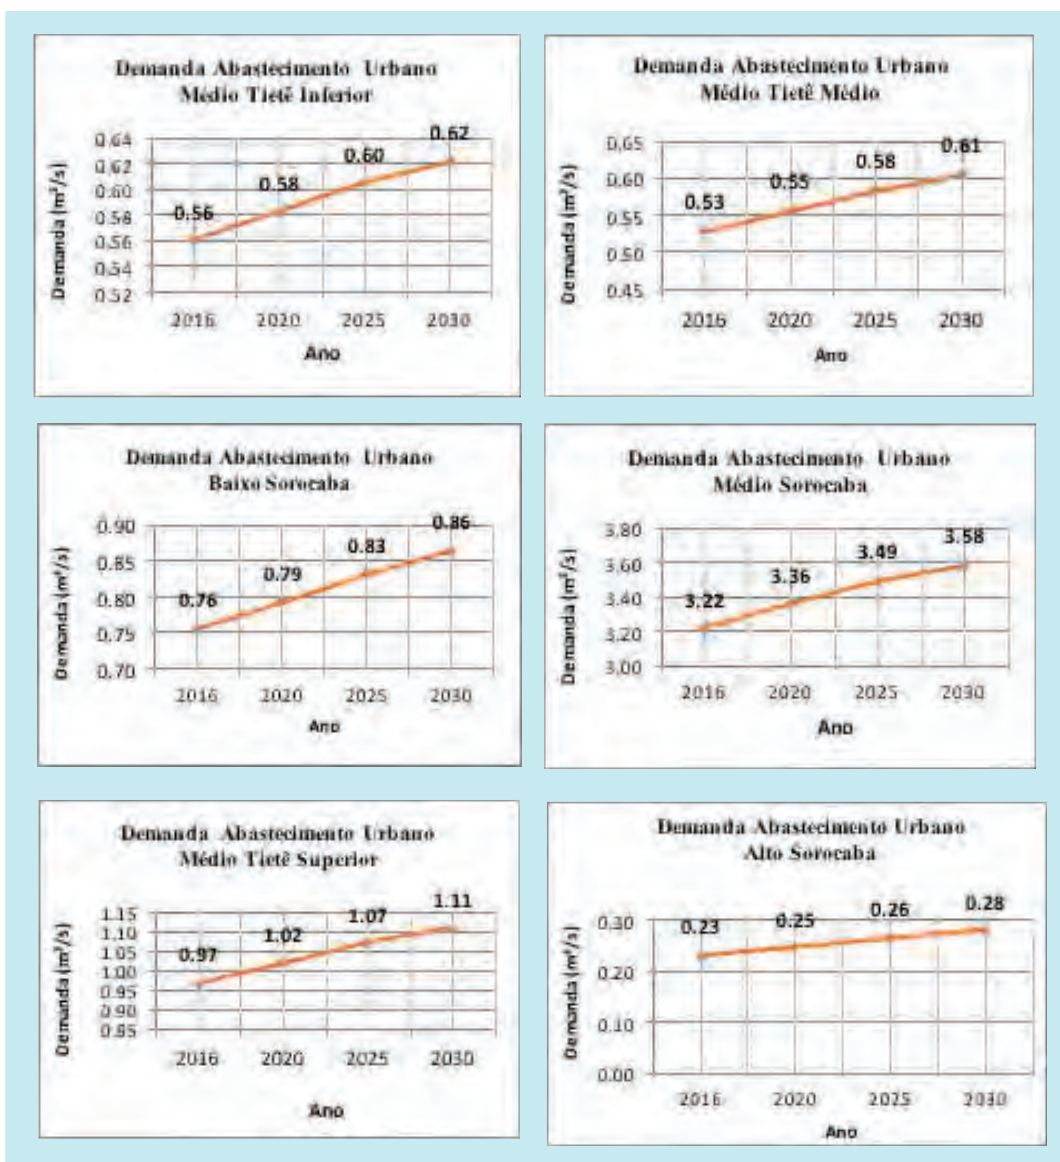 Demanda Abastecimento Urbano
Médio Tietê Inferior
Demanda (m³/s)
0.64
0.62
0.60
0.58
0.56
0.54
0.52
0.56
0.58
0.60
0.62
2016 2020 2025 2030
Ano
Demanda Abastecimento Urbano
Médio Tietê Médio
Demanda (m³/s)
0.65
0.60
0.55
0.50
0.45
0.53
0.55
0.58
0.61
2016 2020 2025 2030
Ano
Demanda Abastecimento Urbano
Baixo Sorocaba
Demanda (m³/s)
0.90
0.85
0.80
0.75
0.70
0.76
0.79
0.83
0.86
2016 2020 2025 2030
Ano
Demanda Abastecimento Urbano
Médio Sorocaba
Demanda (m³/s)
3.80
3.60
3.40
3.20
3.00
3.22
3.36
3.49
3.58
2016 2020 2025 2030
Ano
Demanda Abastecimento Urbano
Médio Tietê Superior
Demanda (m³/s)
1.15
1.10
1.05
1.00
0.95
0.90
0.85
0.97
1.02
1.07
1.11
2016 2020 2025 2030
Ano
Demanda Abastecimento Urbano
Alto Sorocaba
Demanda (m³/s)
0.30
0.20
0.10
0.00
0.23
0.25
0.26
0.28
2016 2020 2025 2030
Ano